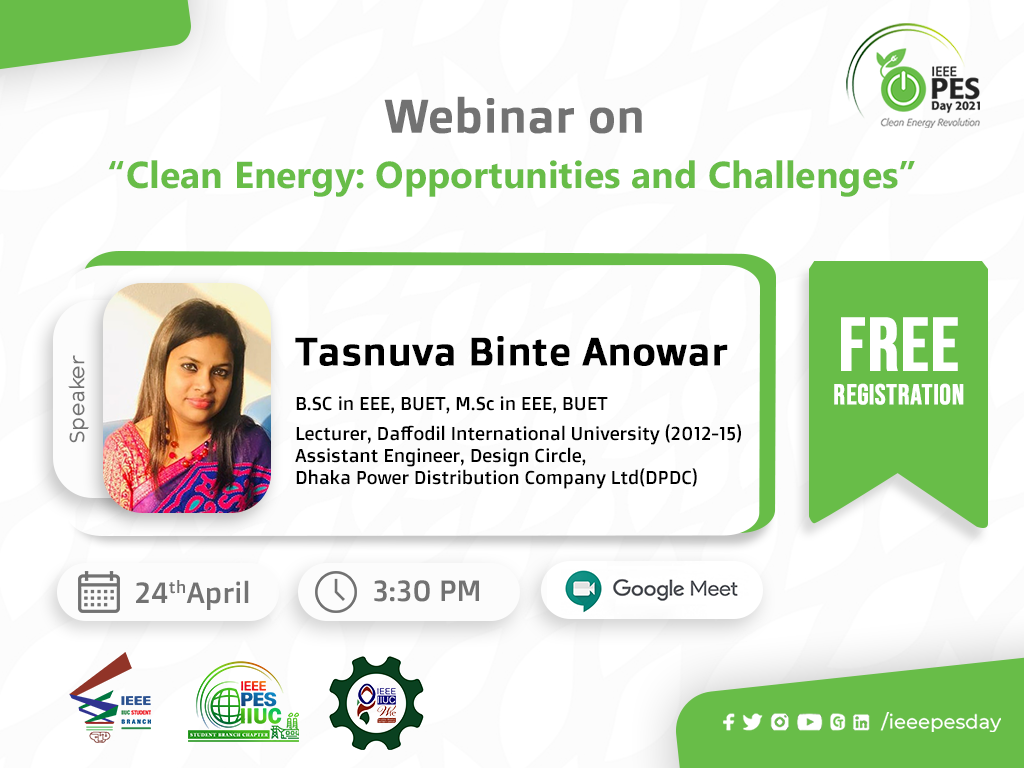 IEEE
PES
Day 2021
Clean Energy Revolution
Webinar on
“Clean Energy: Opportunities and Challenges”
Speaker
Tasnuva Binte Anowar
B.SC in EEE, BUET, M.Sc in EEE, BUET
Lecturer, Daffodil International University (2012-15)
Assistant Engineer, Design Circle,
Dhaka Power Distribution Company Ltd(DPDC)
FREE
REGISTRATION
24thApril
3:30 PM
Google Meet
IEEE
IIUC STUDENT
BRANCH
IEEE
PES
IIUC
STUDENT BRANCH CHAPTER
IEEE
IIUC
WIE
/ieeepesday